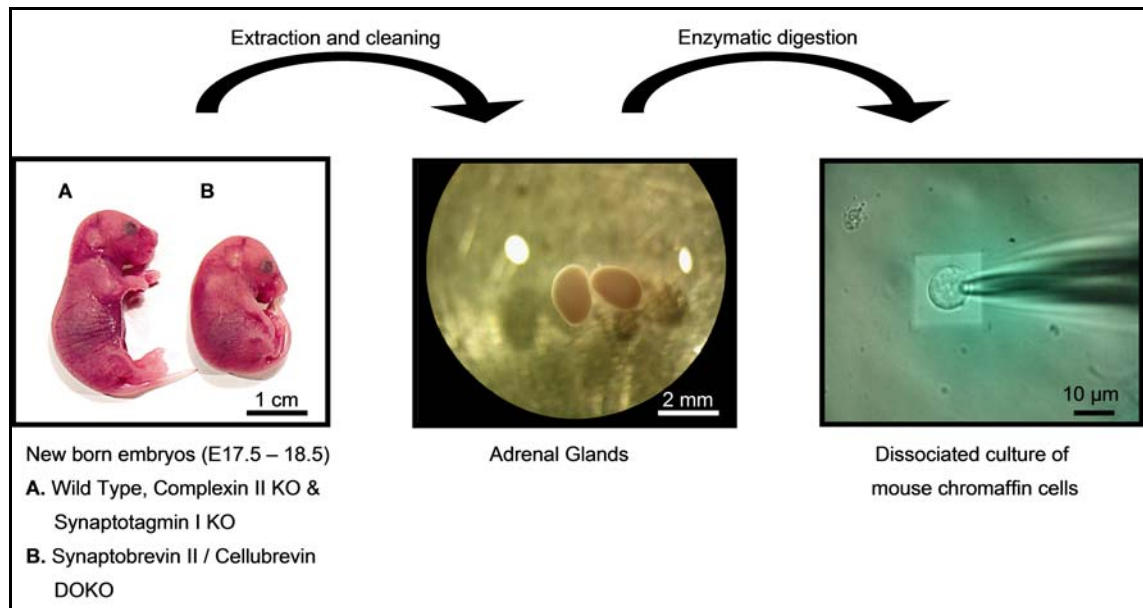 Extraction and cleaning
Enzymatic digestion
A
B
1 cm
2 mm
10 µm
New born embryos (E17.5 – 18.5)
A. Wild Type, Complexin II KO &
Synaptotagmin I KO
B. Synaptobrevin II / Cellubrevin
DOKO
Adrenal Glands
Dissociated culture of
mouse chromaffin cells